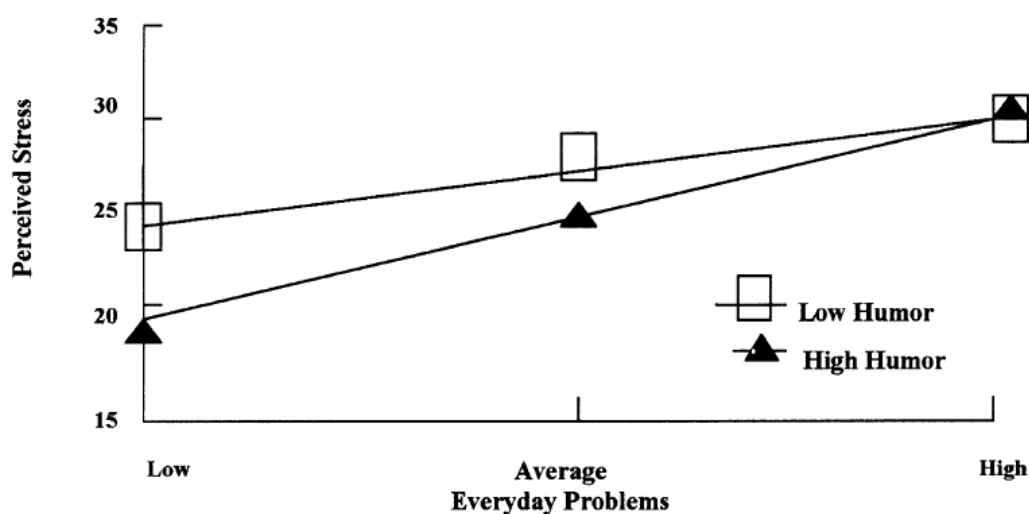 35
30
25
20
15
Perceived Stress
Low Humor
High Humor
Low
Average
High
Everyday Problems